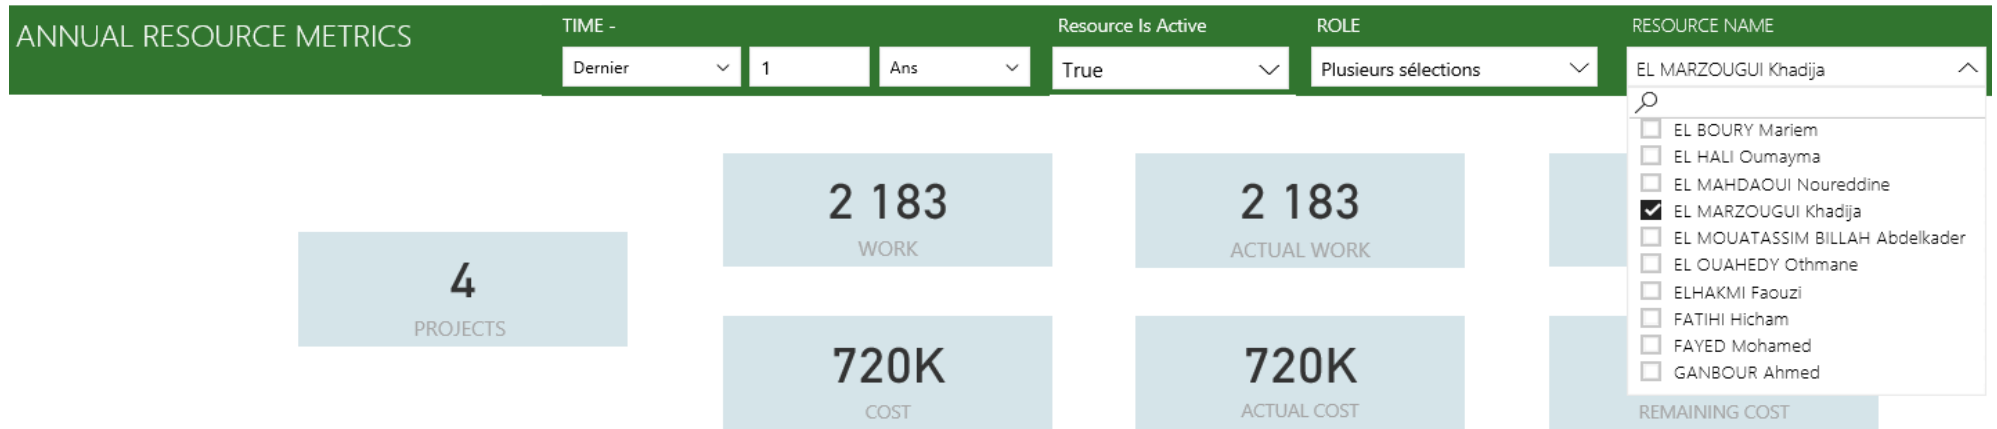 ANNUAL RESOURCE METRICS
TIME -
Dernier
1
Ans
Resource Is Active
True
ROLE
Plusieurs sélections
RESOURCE NAME
EL MARZOUGUI Khadija
EL BOURY Mariem
EL HALI Oumayma
EL MAHDAOUI Noureddine
EL MARZOUGUI Khadija
EL MOUATASSIM BILLAH Abdelkader
EL OUAHEDY Othmane
ELHAKMI Faouzi
FATIHI Hicham
FAYED Mohamed
GANBOUR Ahmed
4
PROJECTS
2 183
WORK
2 183
ACTUAL WORK
720K
COST
720K
ACTUAL COST
REMAINING COST